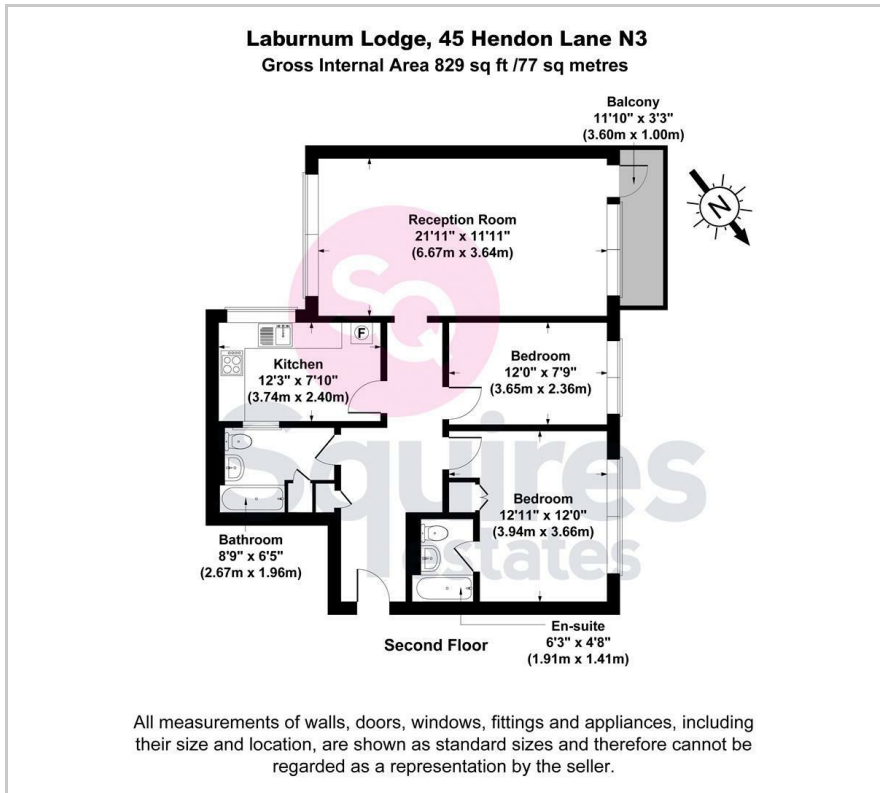 Laburnum Lodge, 45 Hendon Lane N3
Gross Internal Area 829 sq ft /77 sq metres
Balcony
11'10" x 3'3"
(3.60m x 1.00m)
N
Reception Room
21'11" x 11'11"
(6.67m x 3.64m)
SQ
F
Kitchen
12'3" x 7'10"
(3.74m x 2.40m)
Bedroom
12'0" x 7'9"
(3.65m x 2.36m)
Squires
estates
Bedroom
12'11" x 12'0"
(3.94m x 3.66m)
Bathroom
8'9" x 6'5"
(2.67m x 1.96m)
En-suite
6'3" x 4'8"
(1.91m x 1.41m)
Second Floor
All measurements of walls, doors, windows, fittings and appliances, including
their size and location, are shown as standard sizes and therefore cannot be
regarded as a representation by the seller.